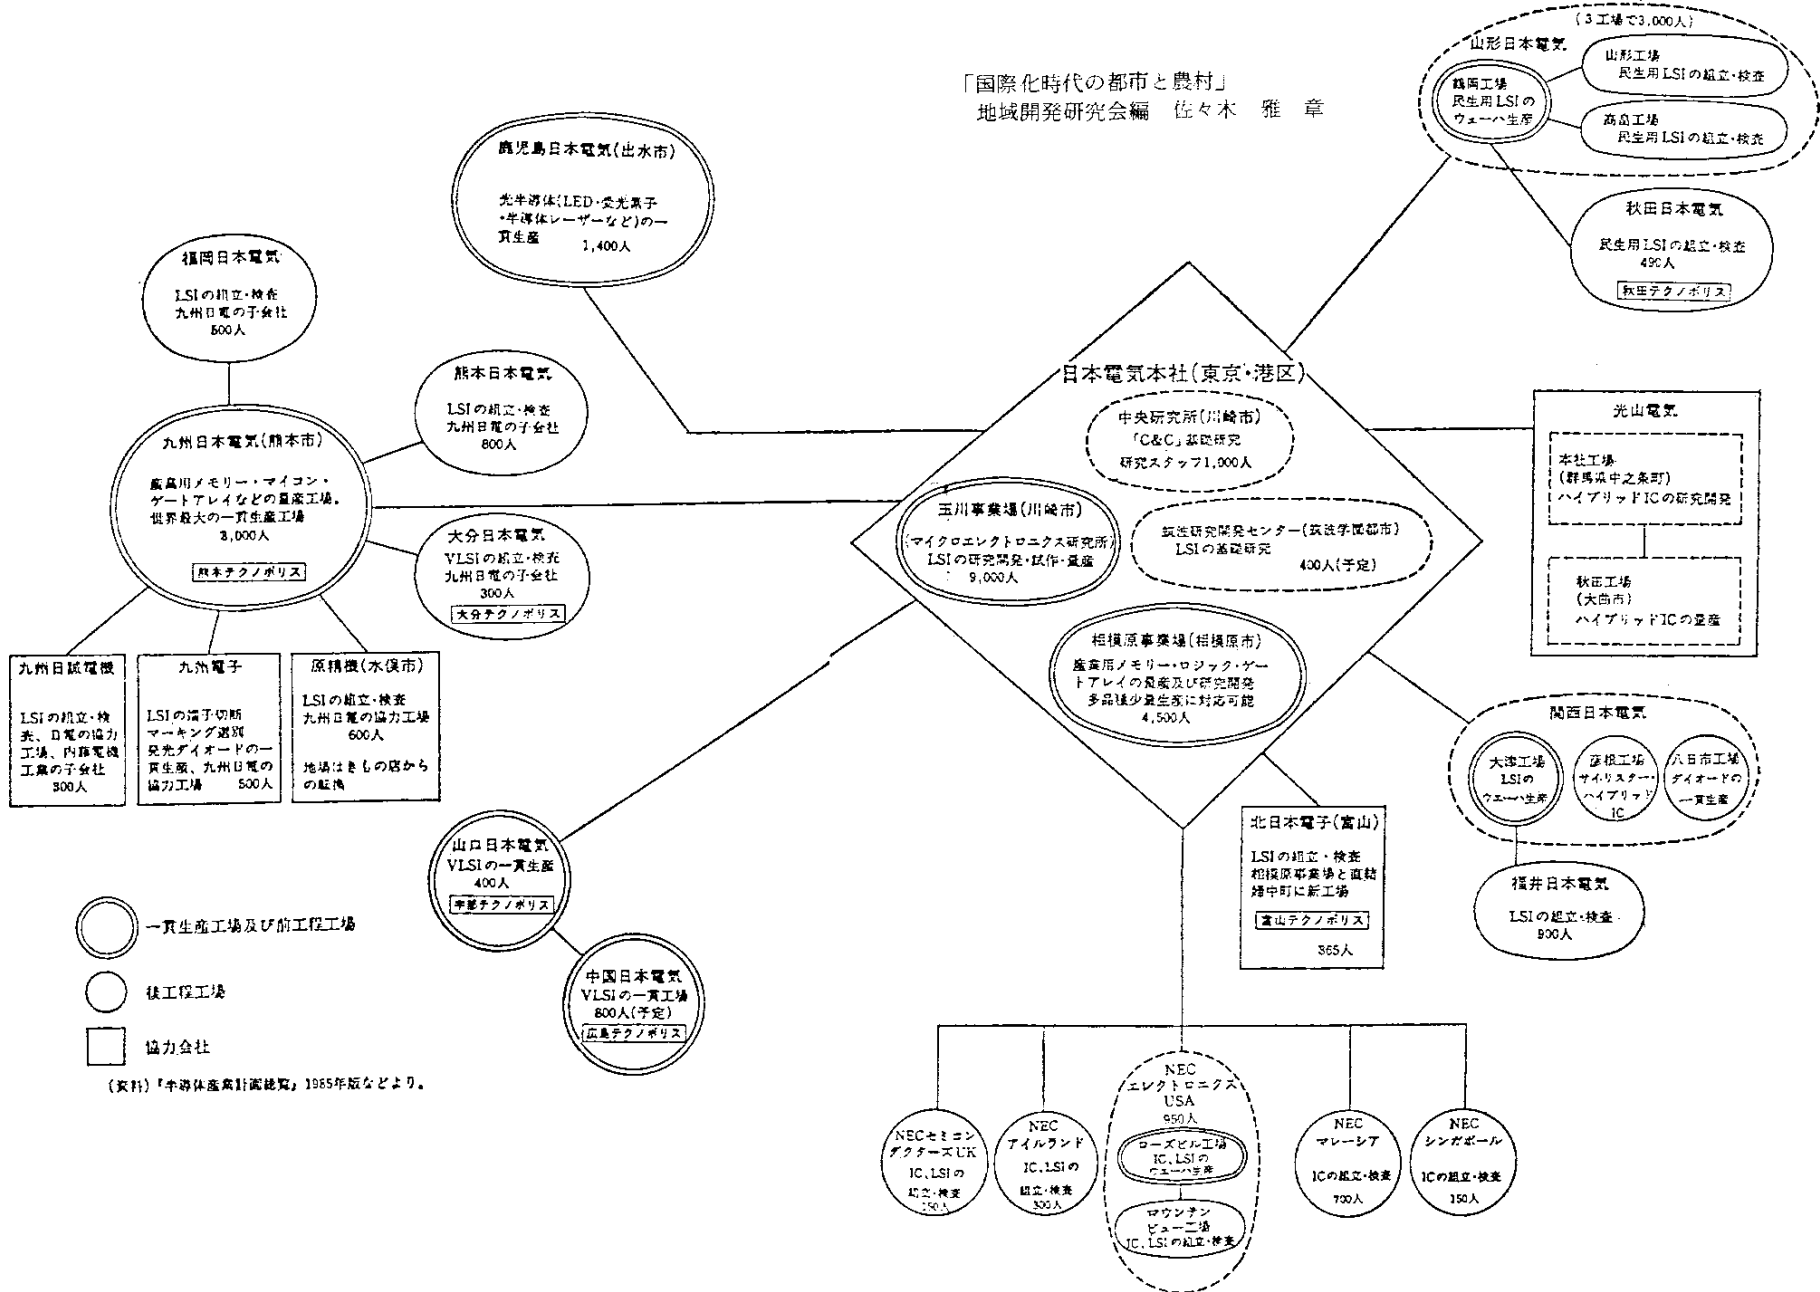 「国際化時代の都市と農村」
地域開発研究会編 佐々木 雅 章
(3工場で3,000人)
山形日本電気
鶴岡工場
民生用LSIの
ウェーハ生産
山形工場
民生用LSIの組立・検査
高畠工場
民生用LSIの組立・検査
秋田日本電気
民生用LSIの組立・検査
490人
秋田テクノポリス
鹿児島日本電気(出水市)
光半導体(LED・受光素子
・半導体レーザーなど)の一
貫生産
1,400人
福岡日本電気
LSIの組立・検査
九州日電の子会社
500人
熊本日本電気
LSIの組立・検査
九州日電の子会社
800人
九州日本電気(熊本市)
産業用メモリー・マイコン・
ゲートアレイなどの量産工場。
世界最大の一貫生産工場
3,000人
熊本テクノポリス
大分日本電気
VLSIの組立・検査
九州日電の子会社
300人
大分テクノポリス
九州日誠電機
LSIの組立・検
査、日電の協力
工場、内藤電機
工業の子会社
300人
九州電子
LSIの端子切断
マーキング選別
発光ダイオードの一
貫生産、九州日電の
協力工場 500人
原精機(水俣市)
LSIの組立・検査
九州日電の協力工場
600人
地場はきもの店から
の転換
日本電気本社(東京・港区)
中央研究所(川崎市)
「C&C」基礎研究
研究スタッフ1,000人
玉川事業場(川崎市)
(マイクロエレクトロニクス研究所)
LSIの研究開発・試作・量産
9,000人
筑波研究開発センター(筑波学園都市)
LSIの基礎研究
400人(予定)
相模原事業場(相模原市)
産業用メモリー・ロジック・ゲー
トアレイの量産及び研究開発
多品種少量生産に対応可能
4,500人
光山電気
本社工場
(群馬県中之条町)
ハイブリッドICの研究開発
秋田工場
(大曲市)
ハイブリッドICの量産
関西日本電気
大津工場
LSIの
ウエーハ生産
彦根工場
サイリスター・
ハイブリッド
IC
八日市工場
ダイオードの
一貫生産
福井日本電気
LSIの組立・検査
900人
北日本電子(富山)
LSIの組立・検査
相模原事業場と直結
婦中町に新工場
富山テクノポリス
365人
山口日本電気
VLSIの一貫生産
400人
宇部テクノポリス
中国日本電気
VLSIの一貫工場
800人(予定)
広島テクノポリス
一貫生産工場及び前工程工場
後工程工場
協力会社
(資料)『半導体産業計画総覧』1985年版などより。
NECセミコン
ダクターズUK
IC、LSIの
組立・検査
150人
NEC
アイルランド
IC、LSIの
組立・検査
300人
NEC
エレクトロニクス
USA
950人
ローズビル工場
IC、LSIの
ウエーハ生産
マウンテン
ビュー工場
IC、LSIの組立・検査
NEC
マレーシア
ICの組立・検査
700人
NEC
シンガポール
ICの組立・検査
150人